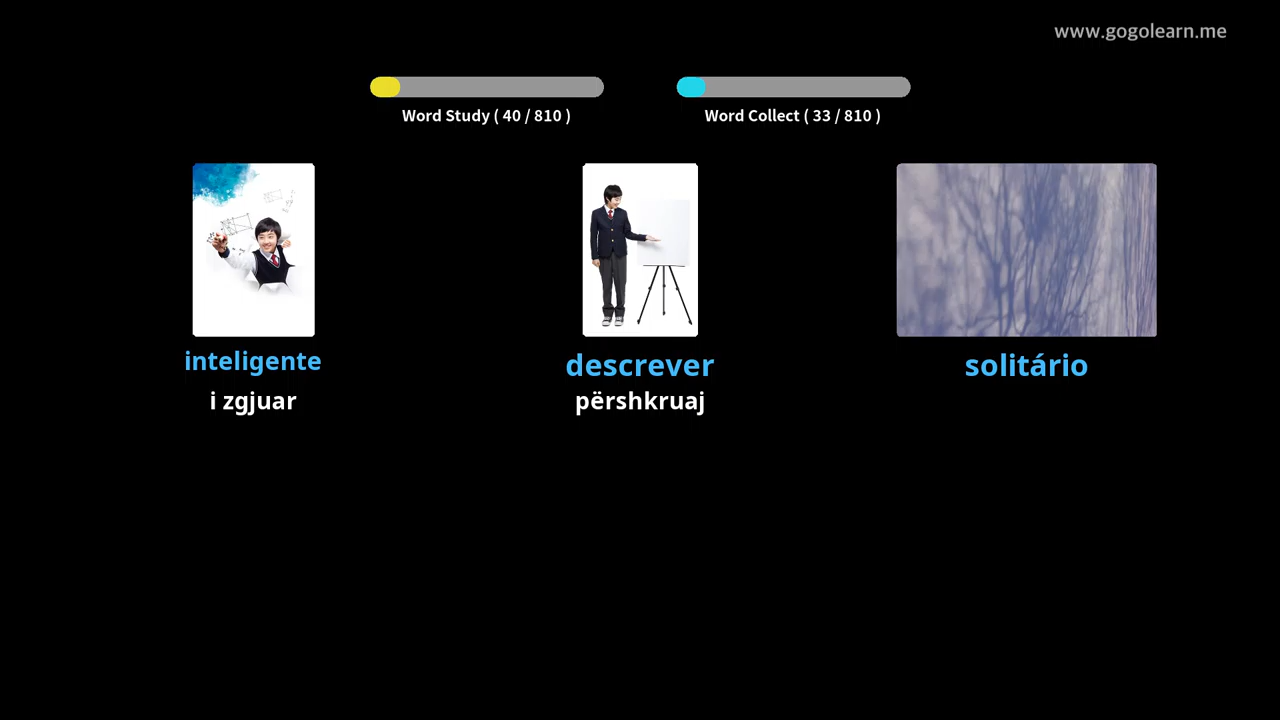 www.gogolearn.me
Word Study ( 40 / 810 )
Word Collect ( 33 / 810 )
inteligente
i zgjuar
descrever
përshkruaj
solitário